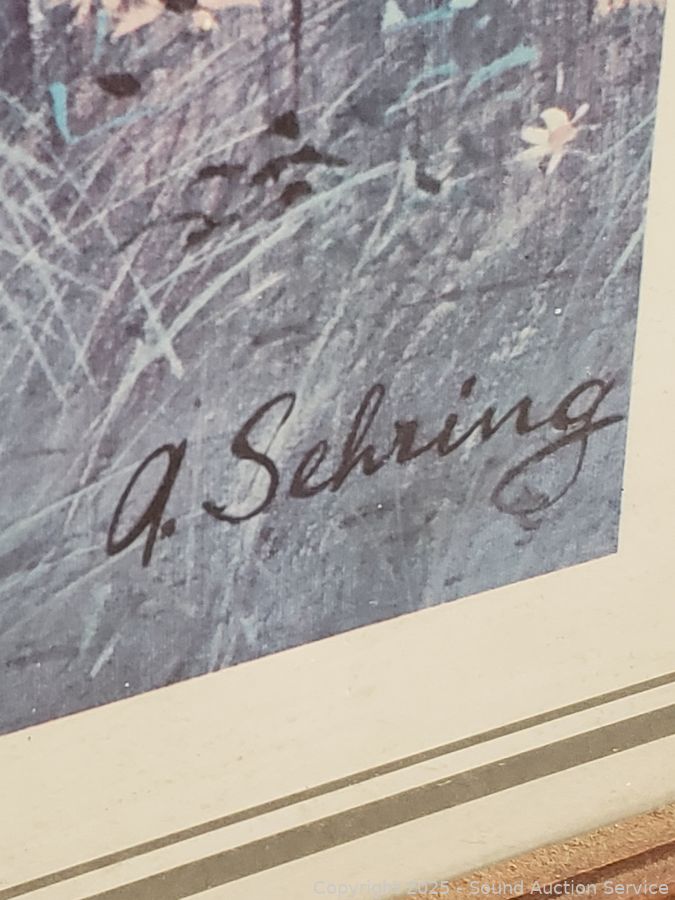 A. Sehring
Copyright 2025 - Sound Auction Service